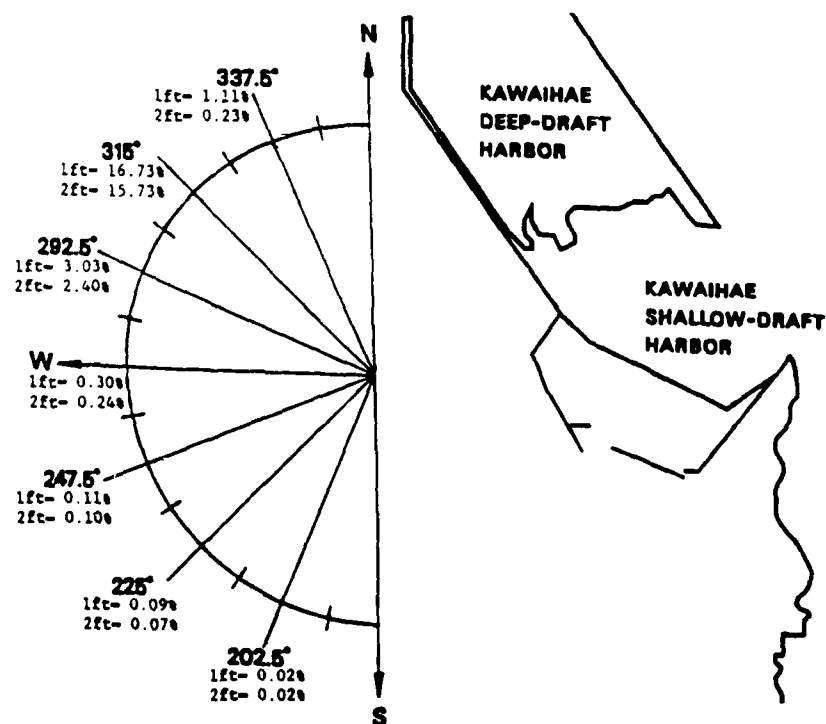 N
337.5°
1ft= 1.11%
2ft= 0.23%
315°
1ft= 16.73%
2ft= 15.73%
292.5°
1ft= 3.03%
2ft= 2.40%
W
1ft= 0.30%
2ft= 0.24%
247.5°
1ft= 0.11%
2ft= 0.10%
225°
1ft= 0.09%
2ft= 0.07%
202.5°
1ft= 0.02%
2ft= 0.02%
S
KAWAIHAE
DEEP-DRAFT
HARBOR
KAWAIHAE
SHALLOW-DRAFT
HARBOR